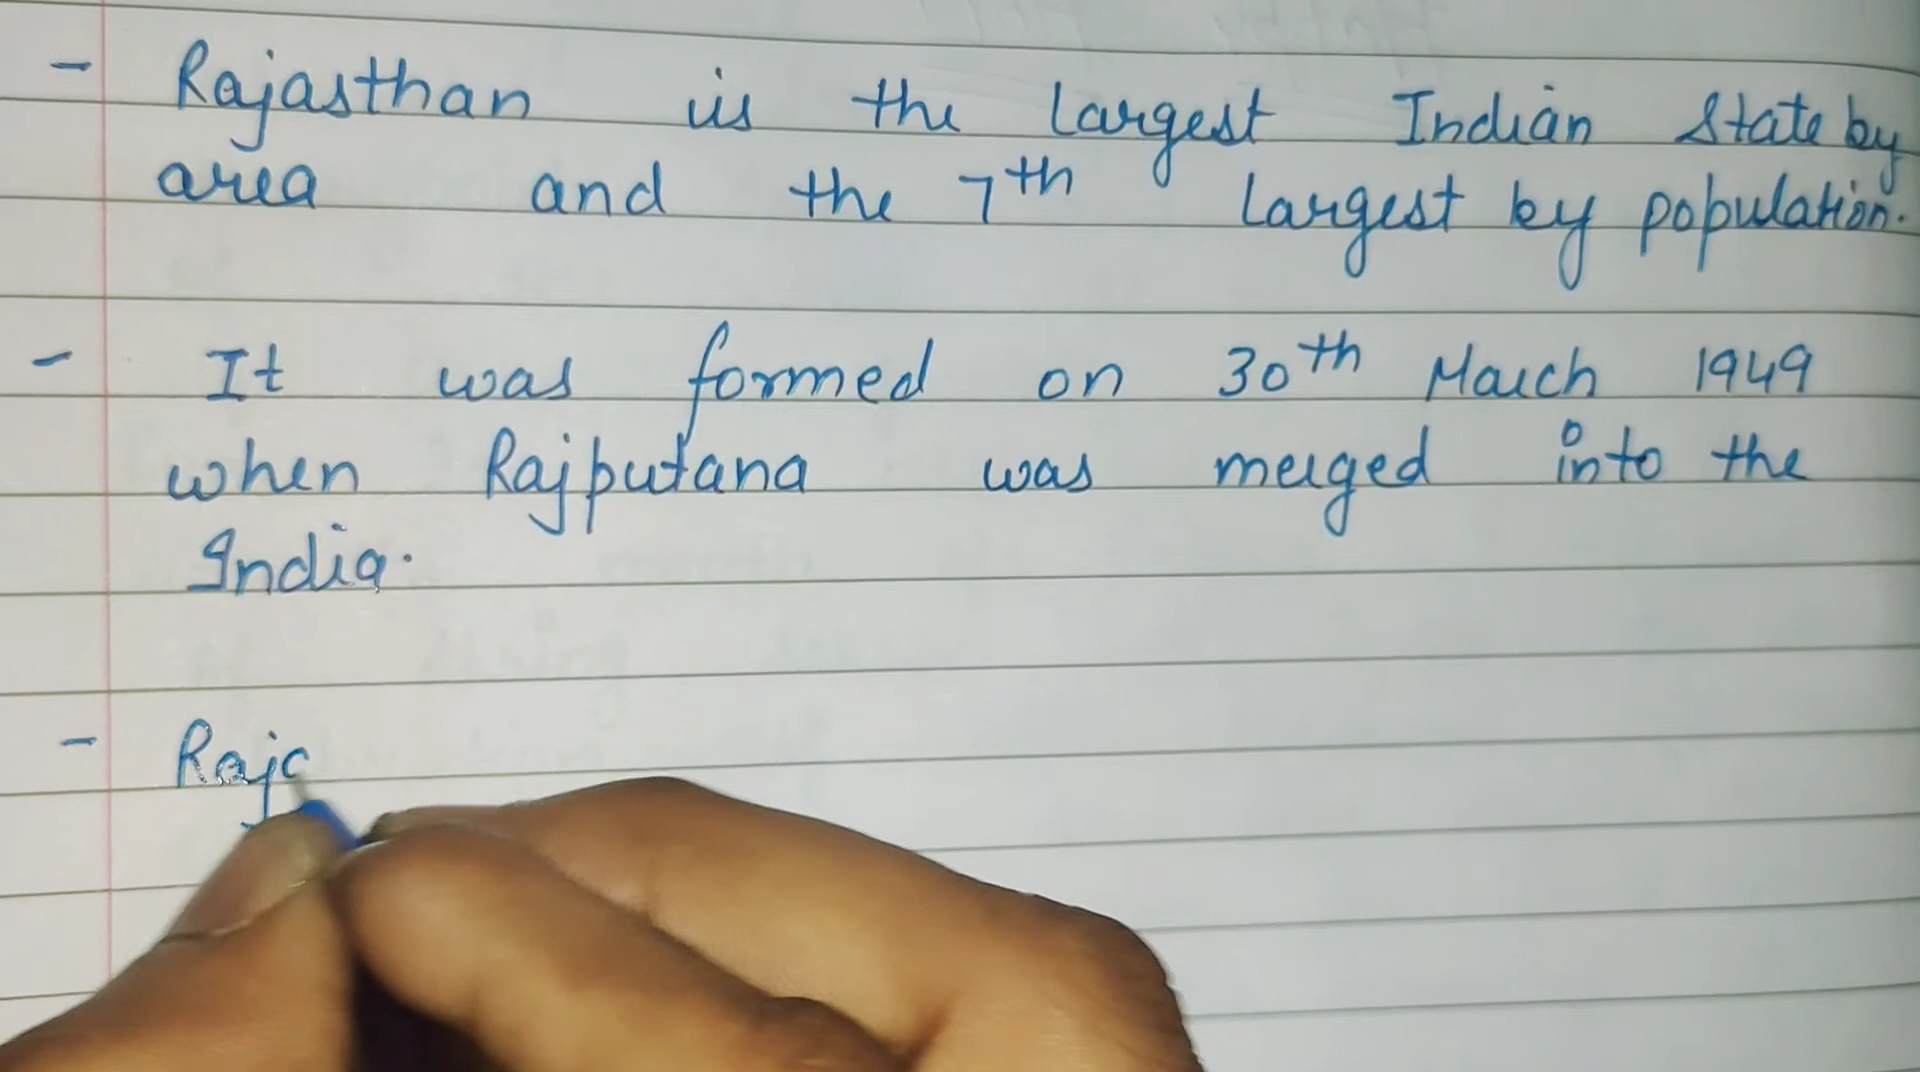 - Rajasthan is the largest Indian State by
area and the 7th largest by population.
- It was formed on 30th March 1949
when Rajputana was merged into the
India.
- Raj